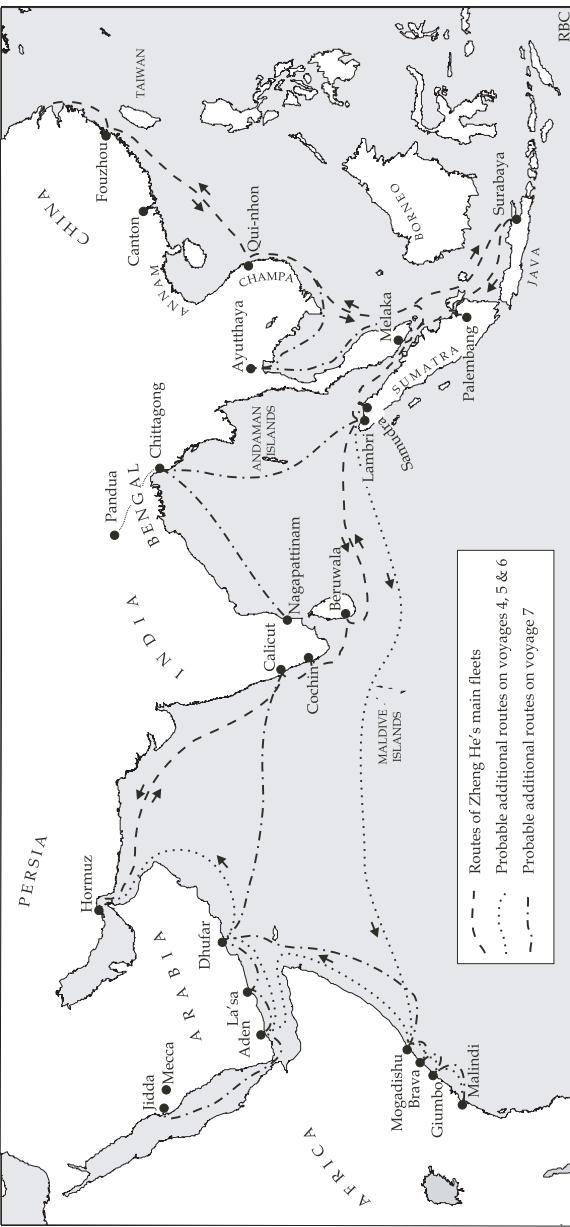 PERSIA
Hormuz
ARABIA
Dhufar
La'sa
Aden
Mecca
Jidda
AFRICA
Mogadishu
Brava
Giumbo
Malindi
INDIA
Calicut
Cochin
Nagapattinam
Beruwala
MALDIVE
ISLANDS
Pandua
BENGAL
Chittagong
ANDAMAN
ISLANDS
Lambri
Samudra
SUMATRA
Palembang
Melaka
Ayutthaya
CHAMPA
Qui-nhon
ANNAM
Canton
CHINA
Fouzhou
TAIWAN
BORNEO
Surabaya
JAVA
Routes of Zheng He's main fleets
Probable additional routes on voyages 4, 5 & 6
Probable additional routes on voyage 7
RBC